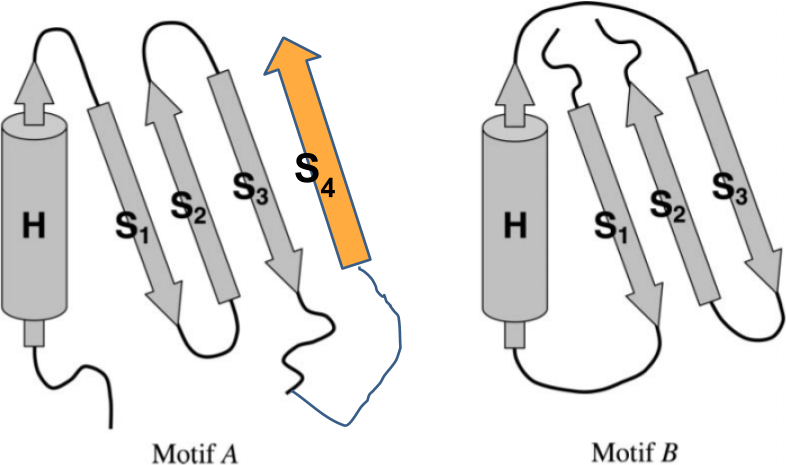 H
S1
S2
S3
S4
Motif A
H
S1
S2
S3
Motif B